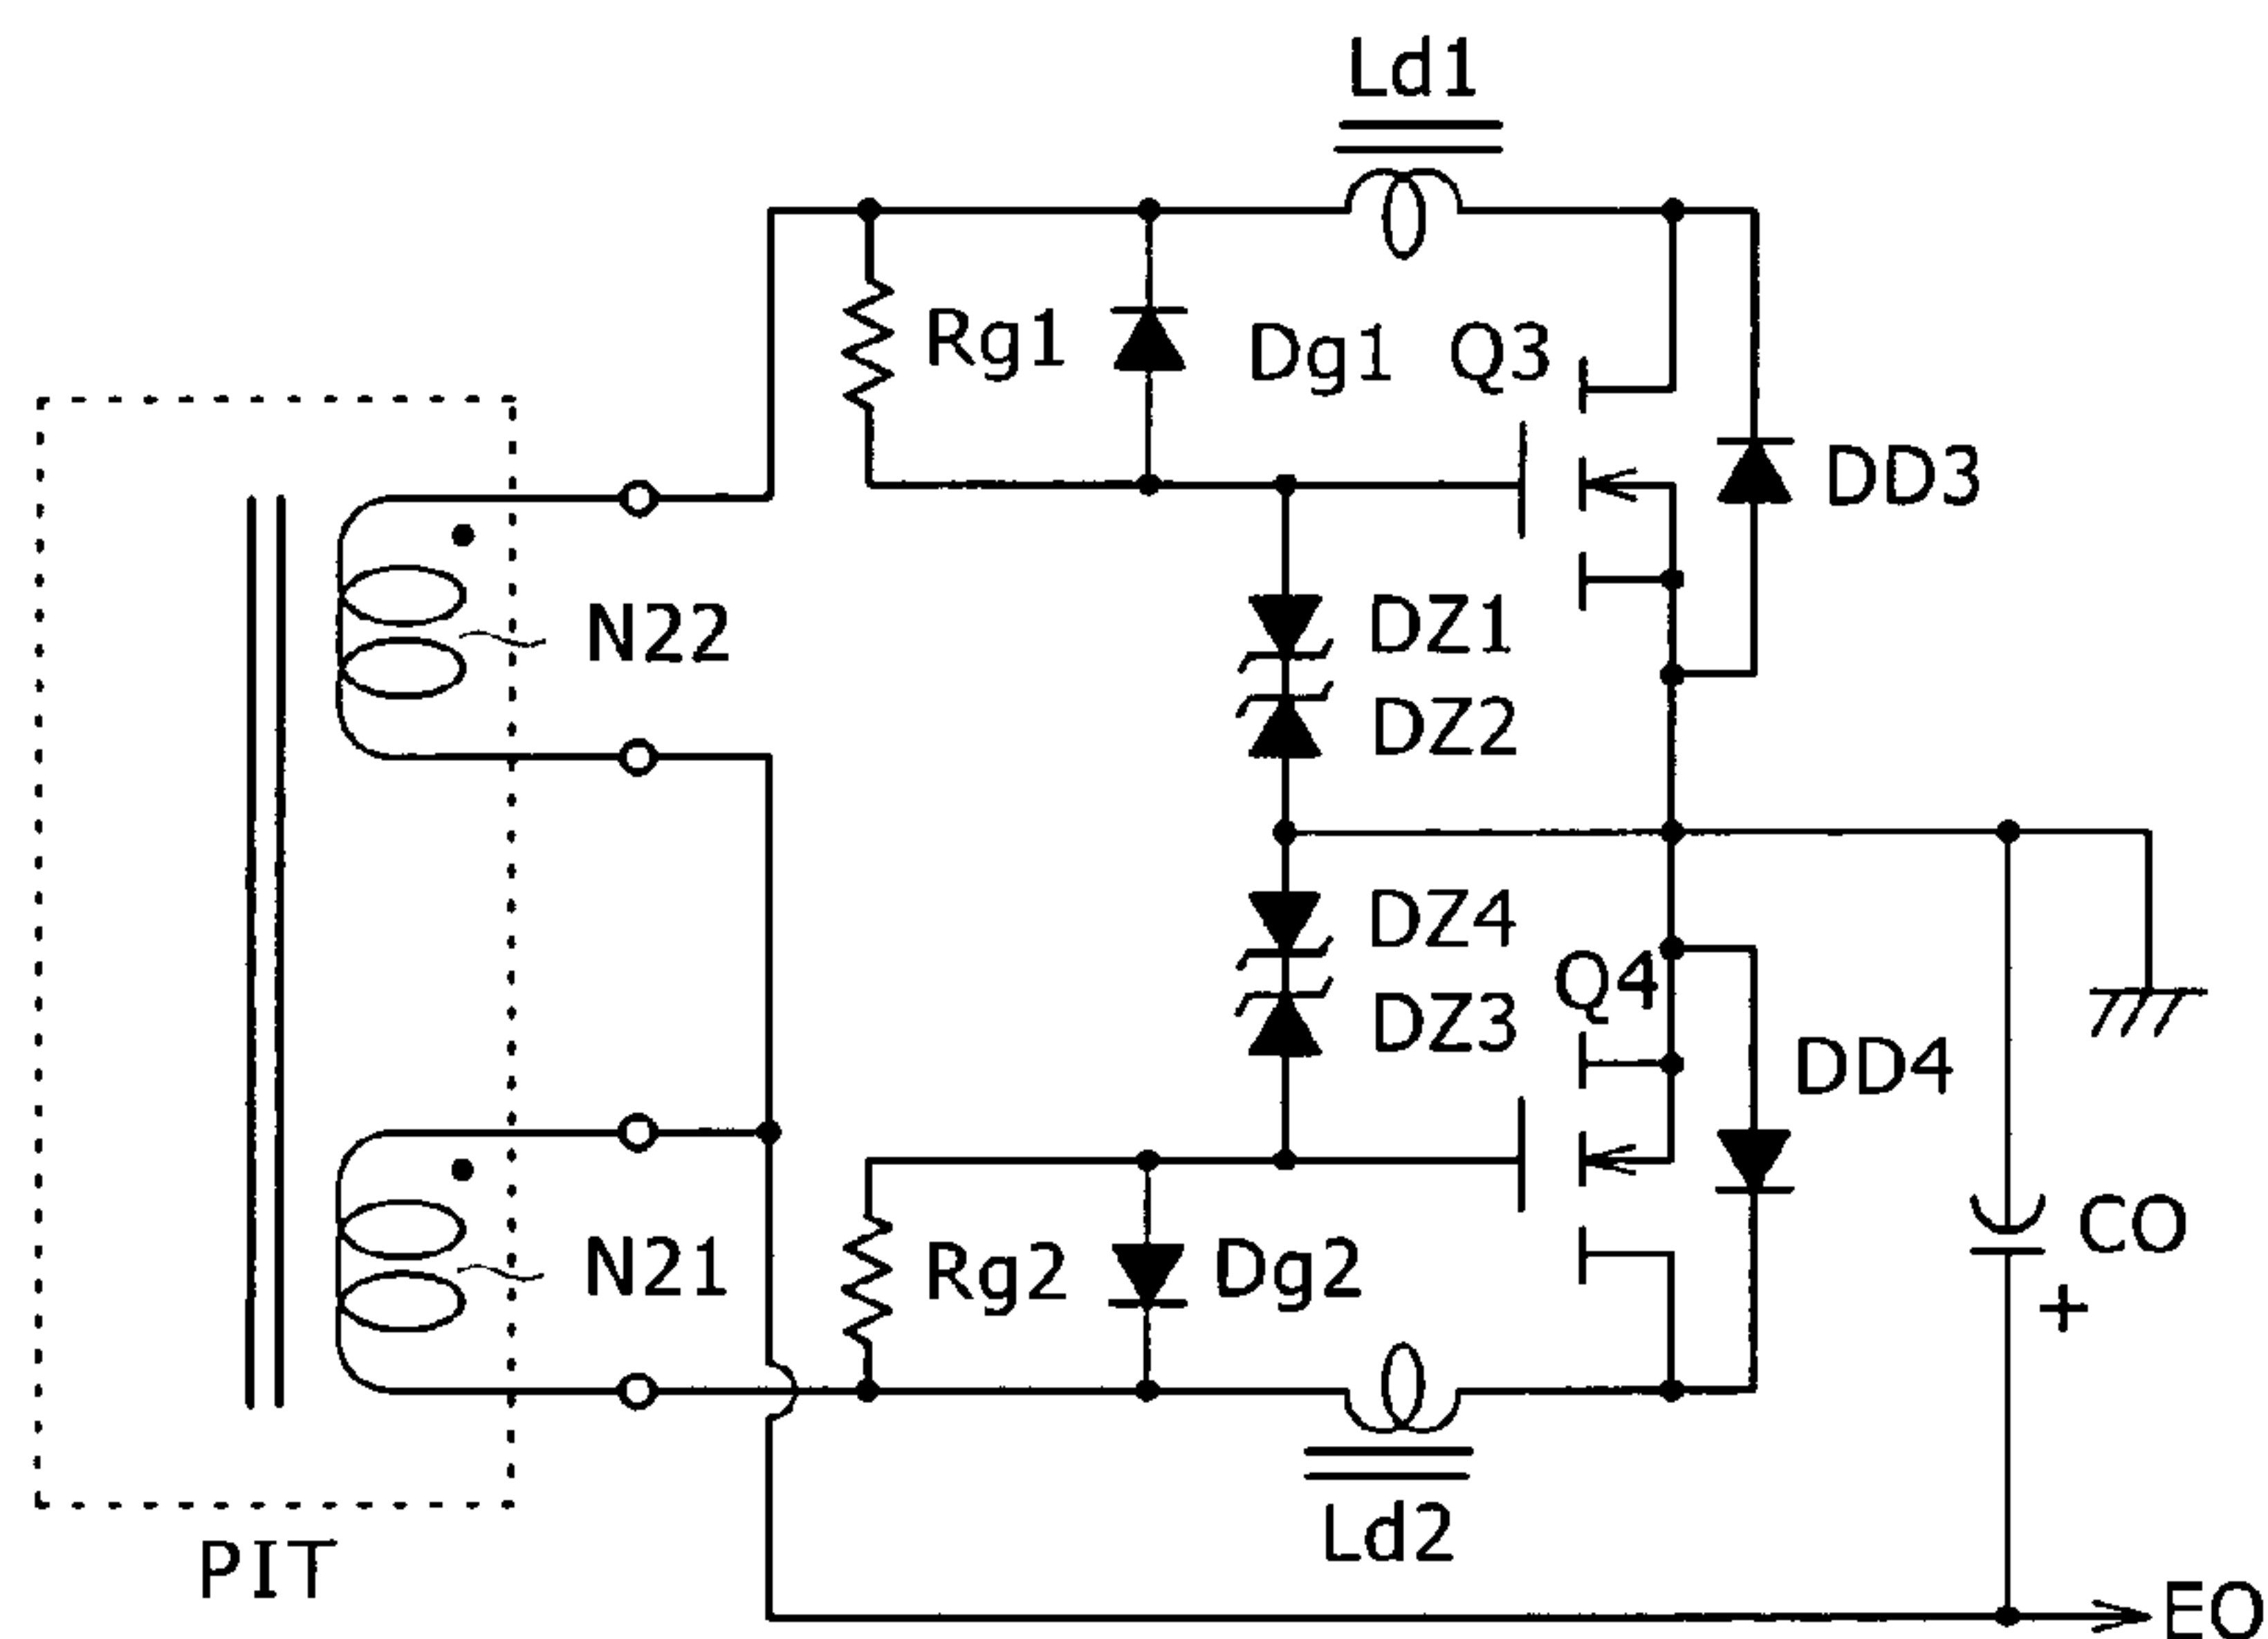 Ld1
Rg1
Dg1
Q3
DD3
N22
DZ1
DZ2
DZ4
Q4
DZ3
DD4
N21
Rg2
Dg2
CO
+
Ld2
PIT
EO